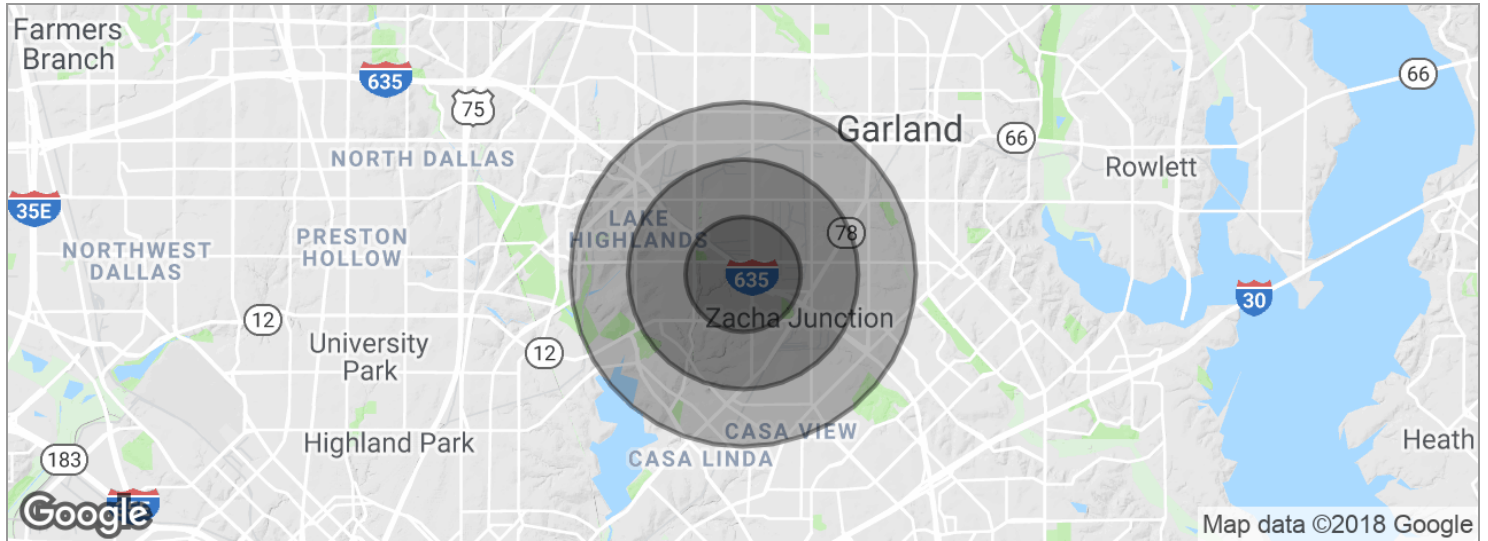 Farmers
Branch
635
75
66
Garland
66
NORTH DALLAS
Rowlett
35E
LAKE
HIGHLANDS
78
PRESTON
HOLLOW
NORTHWEST
DALLAS
635
30
12
Zacha Junction
University
Park
12
CASA VIEW
Highland Park
Heath
CASA LINDA
183
Google
Map data ©2018 Google